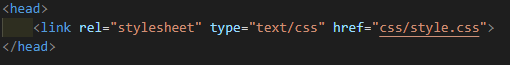 <head>
    <link rel="stylesheet" type="text/css" href="css/style.css">
</head>